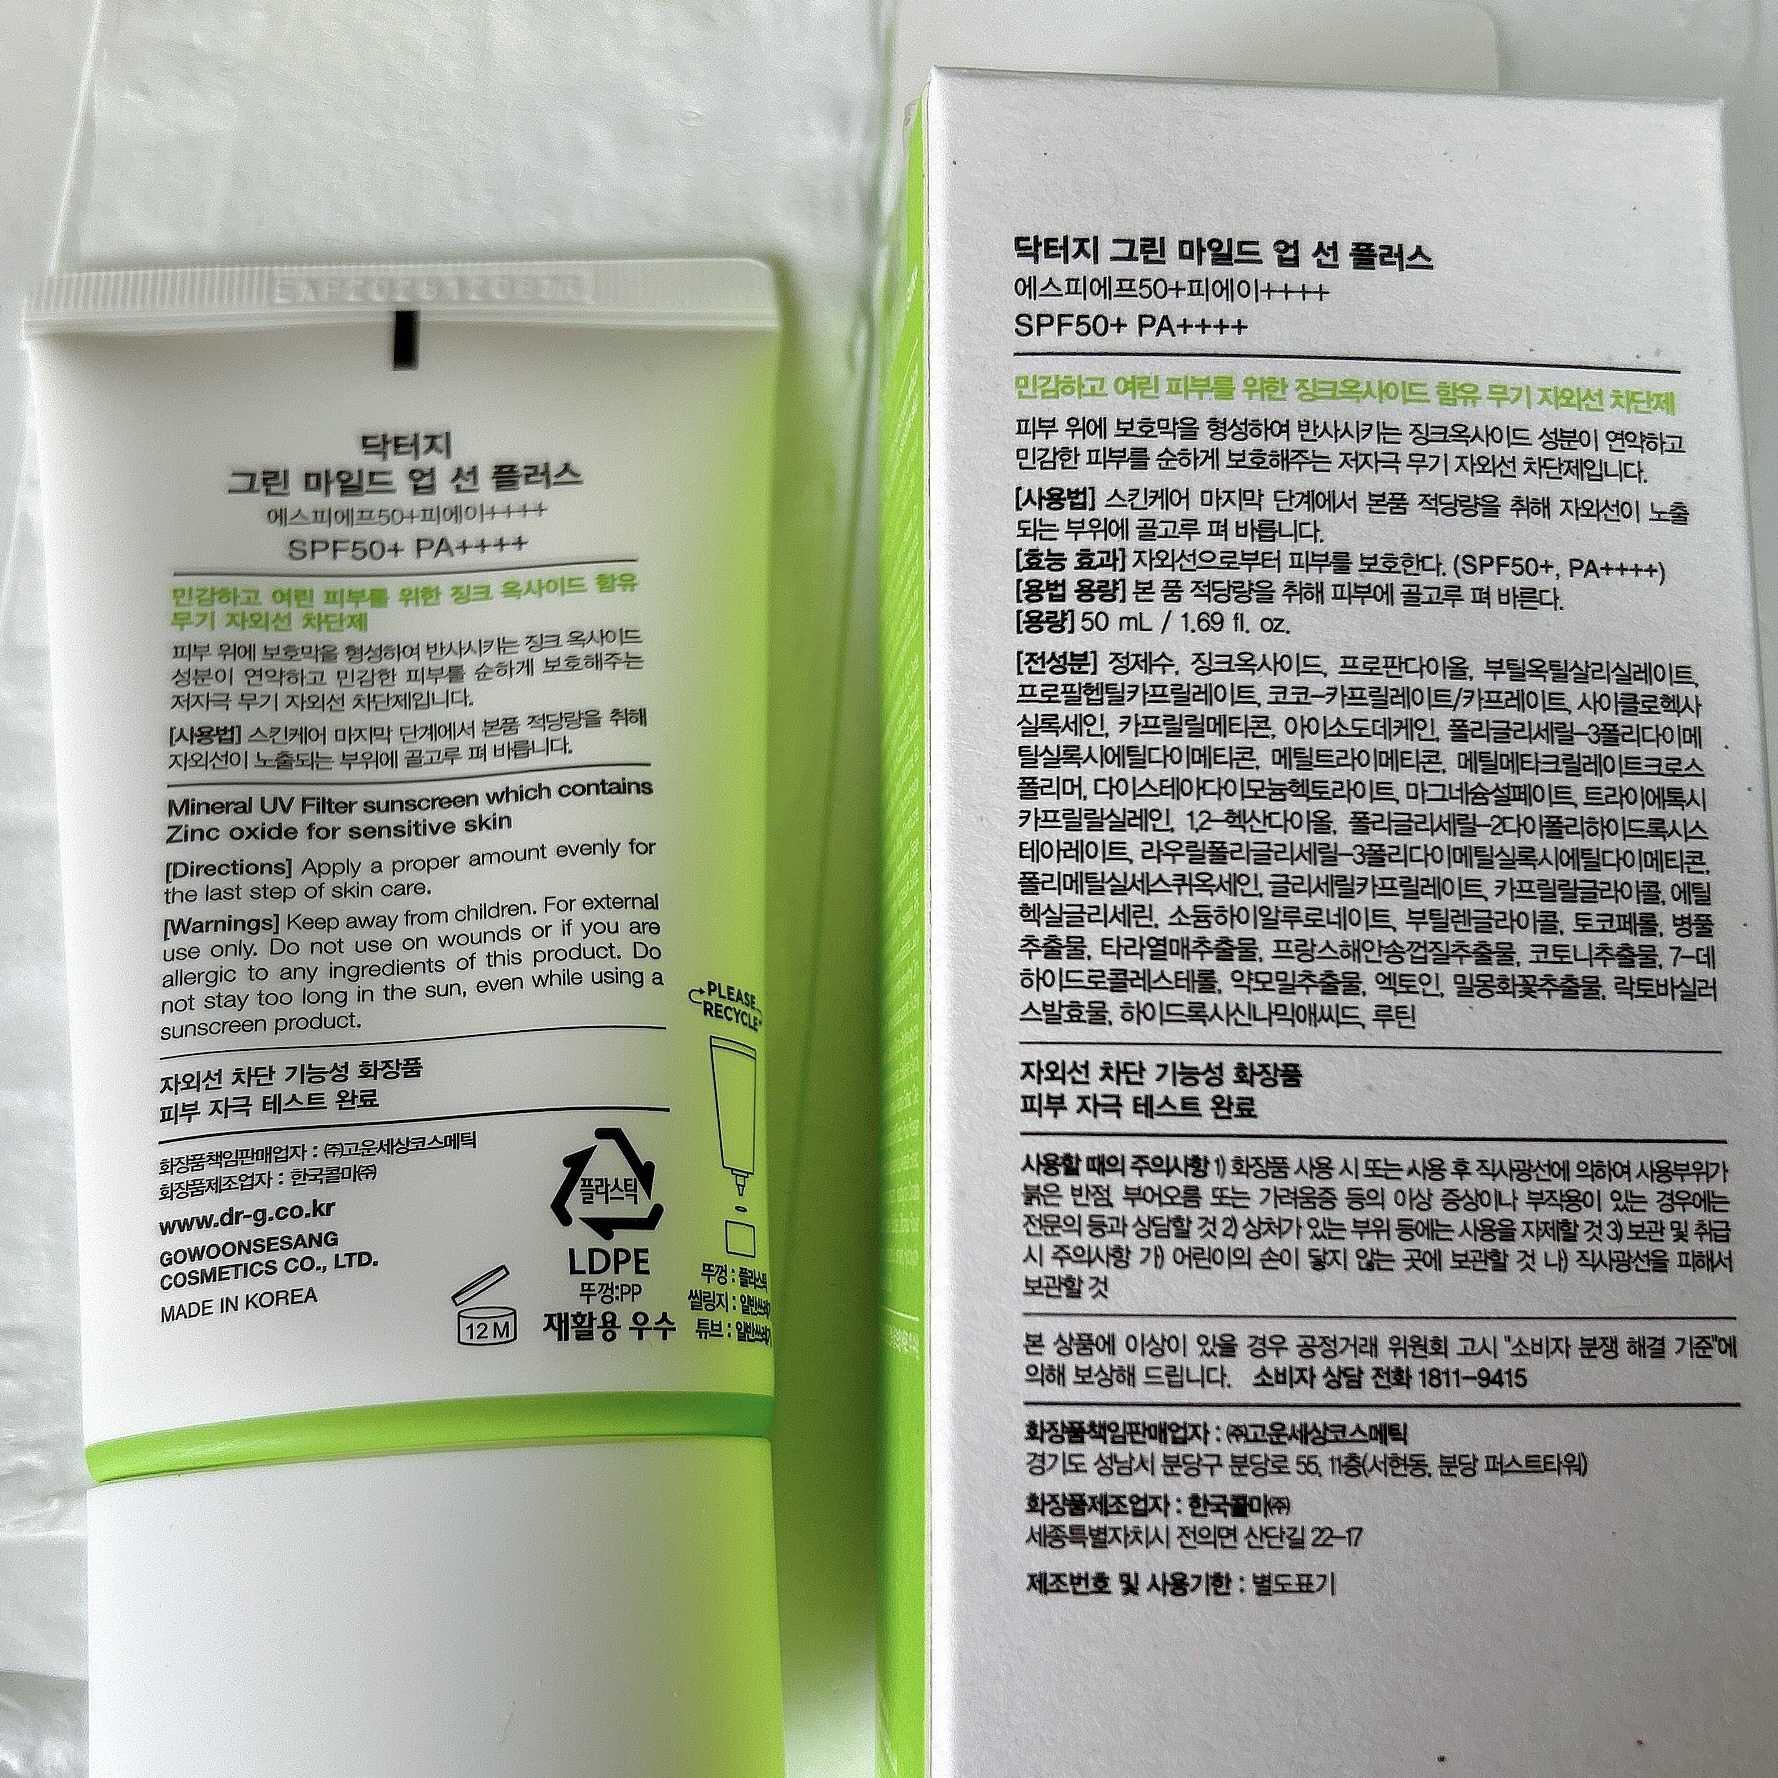 닥터지
그린 마일드 업 선 플러스
에스피에프50+피에이++++
SPF50+ PA++++
민감하고 여린 피부를 위한 징크 옥사이드 함유
무기 자외선 차단제
피부 위에 보호막을 형성하여 반사시키는 징크 옥사이드
성분이 연약하고 민감한 피부를 순하게 보호해주는
저자극 무기 자외선 차단제입니다.
[사용법] 스킨케어 마지막 단계에서 본품 적당량을 취해
자외선이 노출되는 부위에 골고루 펴 바릅니다.
Mineral UV Filter sunscreen which contains
Zinc oxide for sensitive skin
[Directions] Apply a proper amount evenly for
the last step of skin care.
[Warnings] Keep away from children. For external
use only. Do not use on wounds or if you are
allergic to any ingredients of this product. Do
not stay too long in the sun, even while using a
sunscreen product.
자외선 차단 기능성 화장품
피부 자극 테스트 완료
화장품책임판매업자 : ㈜고운세상코스메틱
화장품제조업자 : 한국콜마㈜
www.dr-g.co.kr
GOWOONSESANG
COSMETICS CO., LTD.
MADE IN KOREA
12 M
플라스틱
LDPE
뚜껑:PP
재활용 우수
PLEASE
RECYCLE
뚜껑 : 플라스틱
씰링지 :
튜브 :
닥터지 그린 마일드 업 선 플러스
에스피에프50+피에이++++
SPF50+ PA++++
민감하고 여린 피부를 위한 징크옥사이드 함유 무기 자외선 차단제
피부 위에 보호막을 형성하여 반사시키는 징크옥사이드 성분이 연약하고
민감한 피부를 순하게 보호해주는 저자극 무기 자외선 차단제입니다.
[사용법] 스킨케어 마지막 단계에서 본품 적당량을 취해 자외선이 노출
되는 부위에 골고루 펴 바릅니다.
[효능 효과] 자외선으로부터 피부를 보호한다. (SPF50+, PA++++)
[용법 용량] 본 품 적당량을 취해 피부에 골고루 펴 바른다.
[용량] 50 mL / 1.69 fl. oz.
[전성분] 정제수, 징크옥사이드, 프로판다이올, 부틸옥틸살리실레이트,
프로필헵틸카프릴레이트, 코코-카프릴레이트/카프레이트, 사이클로헥사
실록세인, 카프릴릴메티콘, 아이소도데케인, 폴리글리세릴-3폴리다이메
틸실록시에틸다이메티콘, 메틸트라이메티콘, 메틸메타크릴레이트크로스
폴리머, 다이스테아다이모늄헥토라이트, 마그네슘설페이트, 트라이에톡시
카프릴릴실레인, 1,2-헥산다이올, 폴리글리세릴-2다이폴리하이드록시스
테아레이트, 라우릴폴리글리세릴-3폴리다이메틸실록시에틸다이메티콘,
폴리메틸실세스퀴옥세인, 글리세릴카프릴레이트, 카프릴릴글라이콜, 에틸
헥실글리세린, 소듐하이알루로네이트, 부틸렌글라이콜, 토코페롤, 병풀
추출물, 타라열매추출물, 프랑스해안송껍질추출물, 코토니추출물, 7-데
하이드로콜레스테롤, 약모밀추출물, 엑토인, 밀몽화꽃추출물, 락토바실러
스발효물, 하이드록시신나믹애씨드, 루틴
자외선 차단 기능성 화장품
피부 자극 테스트 완료
사용할 때의 주의사항 1) 화장품 사용 시 또는 사용 후 직사광선에 의하여 사용부위가
붉은 반점, 부어오름 또는 가려움증 등의 이상 증상이나 부작용이 있는 경우에는
전문의 등과 상담할 것 2) 상처가 있는 부위 등에는 사용을 자제할 것 3) 보관 및 취급
시 주의사항 가) 어린이의 손이 닿지 않는 곳에 보관할 것 나) 직사광선을 피해서
보관할 것
본 상품에 이상이 있을 경우 공정거래 위원회 고시 "소비자 분쟁 해결 기준"에
의해 보상해 드립니다. 소비자 상담 전화 1811-9415
화장품책임판매업자 : ㈜고운세상코스메틱
경기도 성남시 분당구 분당로 55, 11층(서현동, 분당 퍼스트타워)
화장품제조업자 : 한국콜마㈜
세종특별자치시 전의면 산단길 22-17
제조번호 및 사용기한 : 별도표기